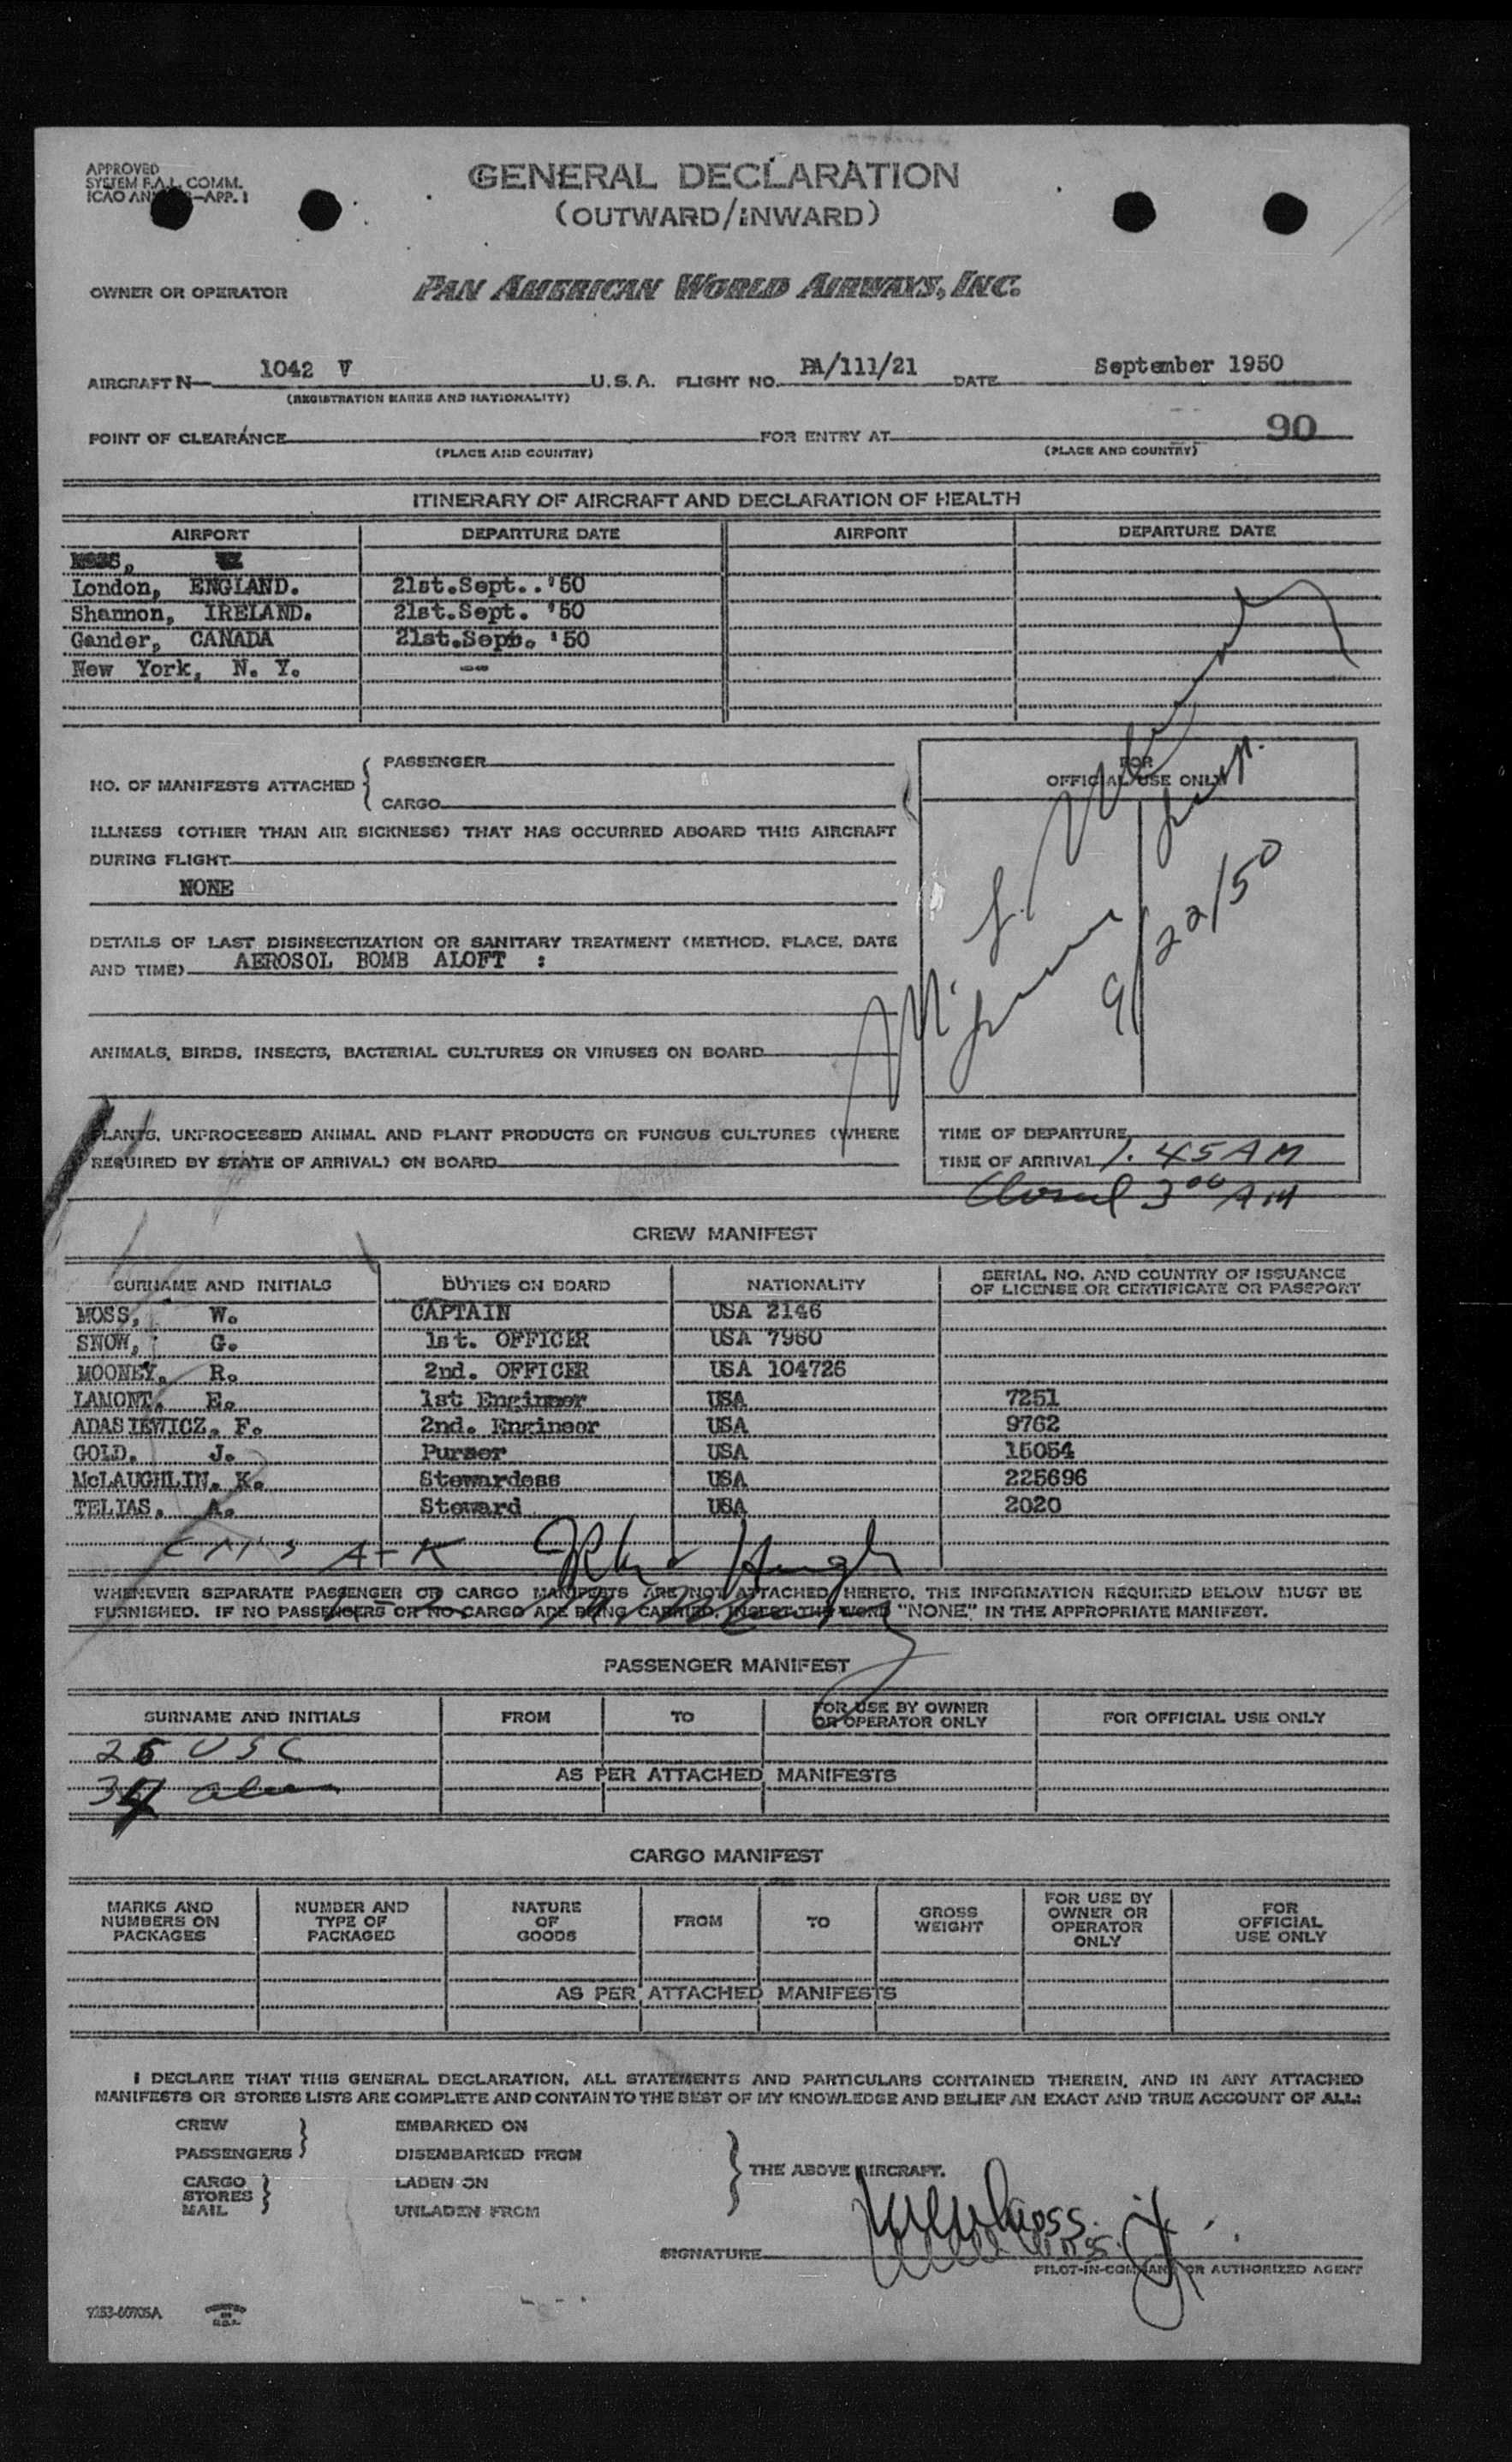 APPROVED
SYSTEM F.A.L. COMM.
ICAO —APP. 1
GENERAL DECLARATION
(OUTWARD/INWARD)
OWNER OR OPERATOR PAN AMERICAN WORLD AIRWAYS, INC.
AIRCRAFT N— 1042 V U.S.A. FLIGHT NO. PA/111/21 DATE September 1950
(REGISTRATION MARKS AND NATIONALITY)
POINT OF CLEARANCE FOR ENTRY AT 90
(PLACE AND COUNTRY) (PLACE AND COUNTRY)
ITINERARY OF AIRCRAFT AND DECLARATION OF HEALTH
AIRPORT DEPARTURE DATE AIRPORT DEPARTURE DATE
London, ENGLAND. 21st.Sept..'50
Shannon, IRELAND. 21st.Sept. '50
Gander, CANADA 21st.Sept. '50
New York, N. Y. --
NO. OF MANIFESTS ATTACHED { PASSENGER
CARGO
FOR
OFFICIAL USE ONLY
ILLNESS (OTHER THAN AIR SICKNESS) THAT HAS OCCURRED ABOARD THIS AIRCRAFT
DURING FLIGHT
NONE
DETAILS OF LAST DISINSECTIZATION OR SANITARY TREATMENT (METHOD, PLACE, DATE
AND TIME) AEROSOL BOMB ALOFT :
9/22/50
ANIMALS, BIRDS, INSECTS, BACTERIAL CULTURES OR VIRUSES ON BOARD
PLANTS, UNPROCESSED ANIMAL AND PLANT PRODUCTS OR FUNGUS CULTURES (WHERE
REQUIRED BY STATE OF ARRIVAL) ON BOARD
TIME OF DEPARTURE
TIME OF ARRIVAL 1.45 AM
Closed 3 00 AM
CREW MANIFEST
SURNAME AND INITIALS DUTIES ON BOARD NATIONALITY SERIAL NO. AND COUNTRY OF ISSUANCE
OF LICENSE OR CERTIFICATE OR PASSPORT
MOSS, W. CAPTAIN USA 2146
SNOW, G. 1st. OFFICER USA 7960
MOONEY, R. 2nd. OFFICER USA 104726
LAMONT, E. 1st Engineer USA 7251
ADASIEWICZ, F. 2nd. Engineer USA 9762
GOLD, J. Purser USA 15054
McLAUGHLIN, K. Stewardess USA 225696
TELIAS, A. Steward USA 2020
A-K
WHENEVER SEPARATE PASSENGER OR CARGO MANIFESTS ARE NOT ATTACHED HERETO, THE INFORMATION REQUIRED BELOW MUST BE
FURNISHED. IF NO PASSENGERS OR NO CARGO ARE BEING CARRIED, INSERT THE WORD "NONE" IN THE APPROPRIATE MANIFEST.
PASSENGER MANIFEST
SURNAME AND INITIALS FROM TO FOR USE BY OWNER
OR OPERATOR ONLY FOR OFFICIAL USE ONLY
USC
AS PER ATTACHED MANIFESTS
34
CARGO MANIFEST
MARKS AND
NUMBERS ON
PACKAGES NUMBER AND
TYPE OF
PACKAGES NATURE
OF
GOODS FROM TO GROSS
WEIGHT FOR USE BY
OWNER OR
OPERATOR
ONLY FOR
OFFICIAL
USE ONLY
AS PER ATTACHED MANIFESTS
I DECLARE THAT THIS GENERAL DECLARATION, ALL STATEMENTS AND PARTICULARS CONTAINED THEREIN, AND IN ANY ATTACHED
MANIFESTS OR STORES LISTS ARE COMPLETE AND CONTAIN TO THE BEST OF MY KNOWLEDGE AND BELIEF AN EXACT AND TRUE ACCOUNT OF ALL:
CREW EMBARKED ON
PASSENGERS DISEMBARKED FROM
THE ABOVE AIRCRAFT.
CARGO LADEN ON
STORES
MAIL UNLADEN FROM
SIGNATURE
PILOT-IN-COMMAND OR AUTHORIZED AGENT
PRINTED
IN
U.S.A.